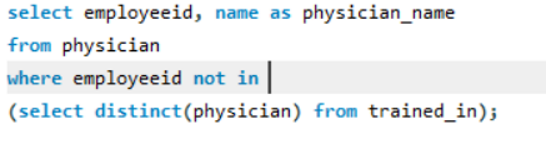 select employeeid, name as physician_name
from physician
where employeeid not in
(select distinct(physician) from trained_in);